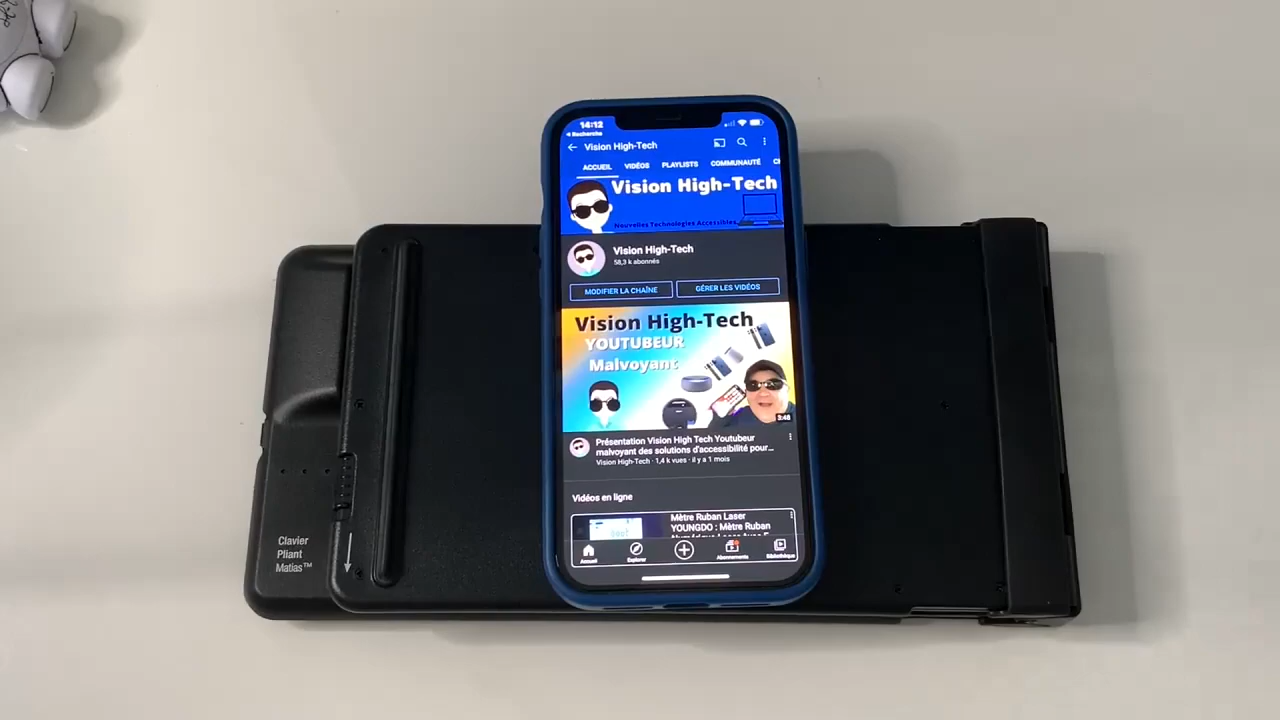 14:12
Recherche
Vision High-Tech
ACCUEIL VIDÉOS PLAYLISTS COMMUNAUTÉ
Vision High-Tech
Nouvelles Technologies Accessibles
Vision High-Tech
58,3 k abonnés
MODIFIER LA CHAÎNE GÉRER LES VIDÉOS
Vision High-Tech
YOUTUBEUR
Malvoyant
3:48
Présentation Vision High Tech Youtubeur
malvoyant des solutions d'accessibilité pour...
Vision High-Tech · 1,4 k vues · il y a 1 mois
Vidéos en ligne
Mètre Ruban Laser
YOUNGDO : Mètre Ruban
Accueil Explorer Abonnements Bibliothèque
Clavier
Pliant
Matias™